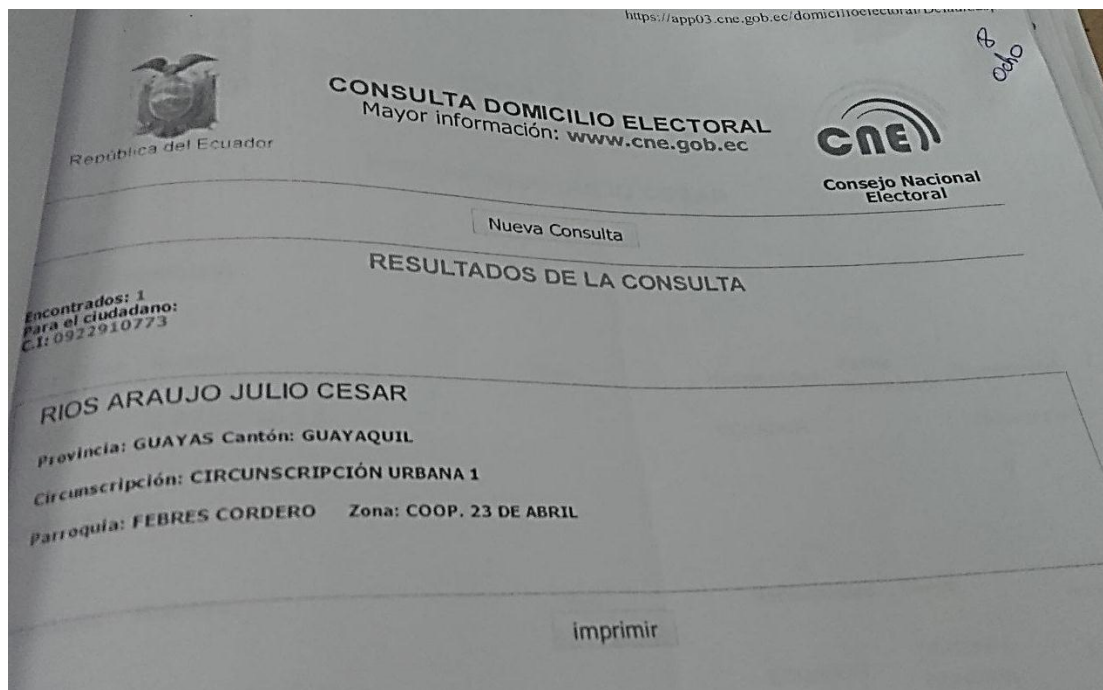 https://app03.cne.gob.ec/domicilioelectoral/
8
ocho
República del Ecuador
CONSULTA DOMICILIO ELECTORAL
Mayor información: www.cne.gob.ec
CNE
Consejo Nacional
Electoral
Nueva Consulta
RESULTADOS DE LA CONSULTA
Encontrados: 1
Para el ciudadano:
C.I: 0922910773
RIOS ARAUJO JULIO CESAR
Provincia: GUAYAS Cantón: GUAYAQUIL
Circunscripción: CIRCUNSCRIPCIÓN URBANA 1
Parroquia: FEBRES CORDERO Zona: COOP. 23 DE ABRIL
imprimir